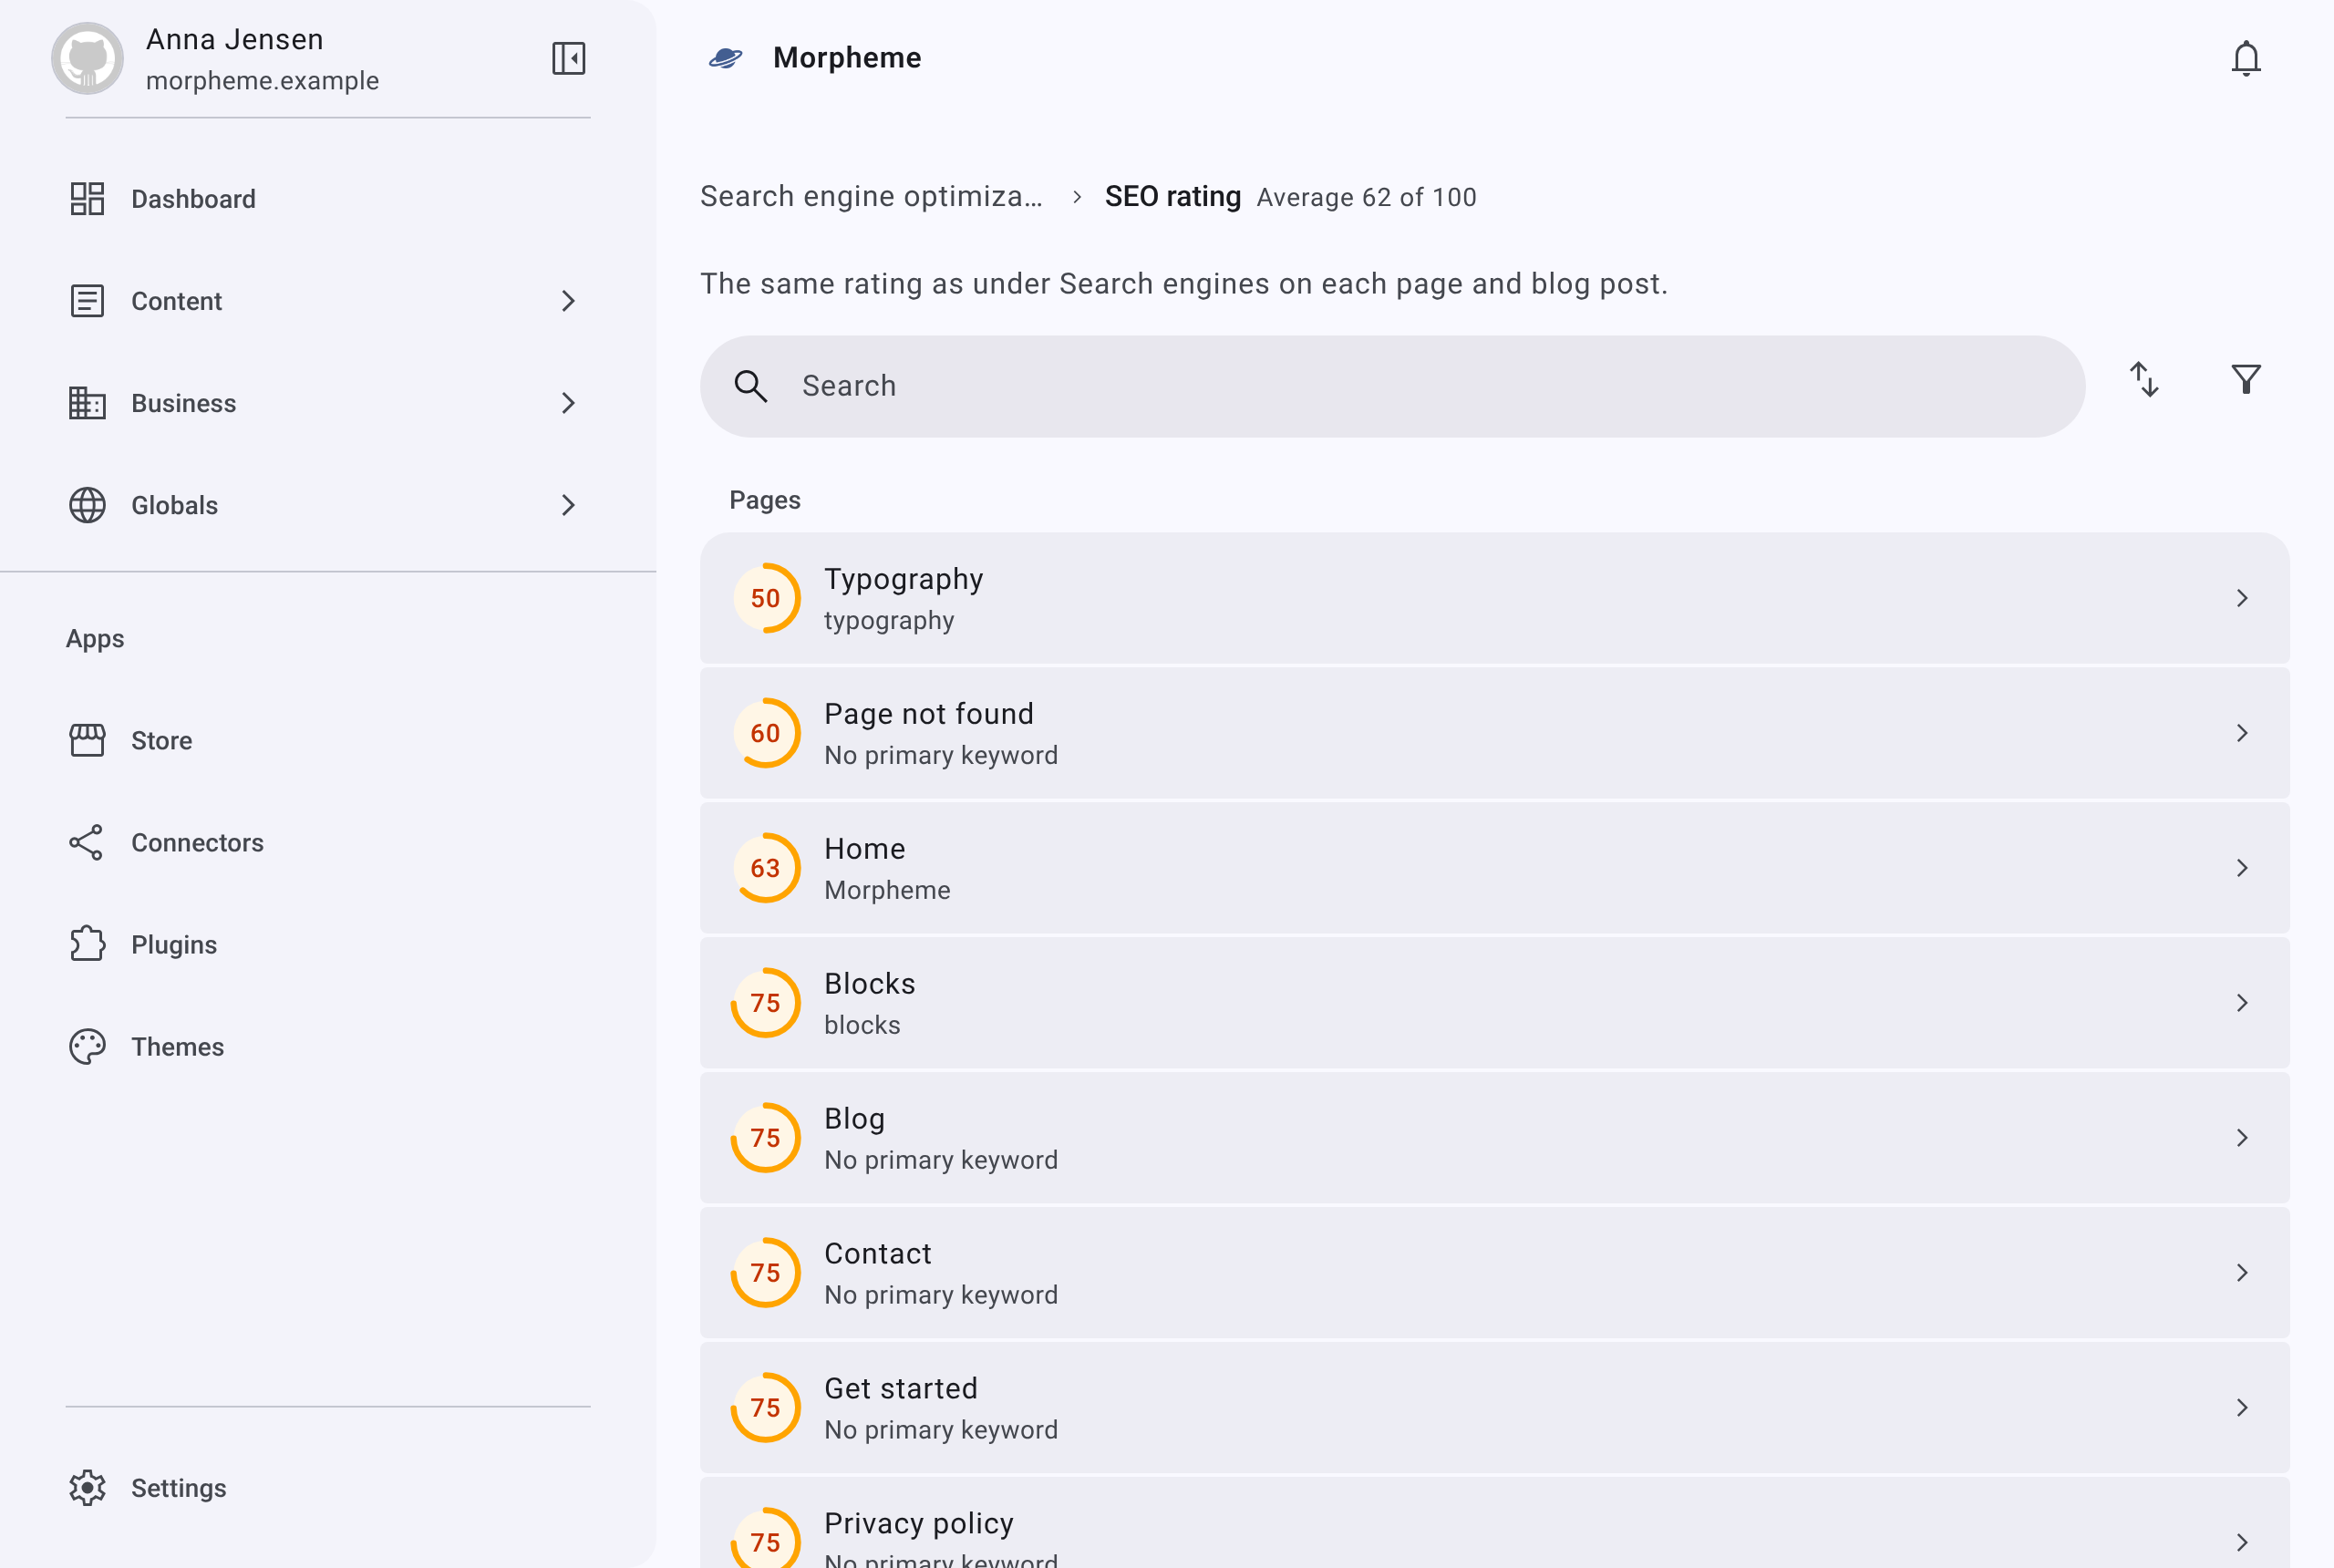 Anna Jensen
morpheme.example
Dashboard
Content
Business
Globals
Apps
Store
Connectors
Plugins
Themes
Settings
Morpheme
Search engine optimiza... > SEO rating Average 62 of 100
The same rating as under Search engines on each page and blog post.
Search
Pages
50
Typography
typography
60
Page not found
No primary keyword
63
Home
Morpheme
75
Blocks
blocks
75
Blog
No primary keyword
75
Contact
No primary keyword
75
Get started
No primary keyword
75
Privacy policy
No primary keyword